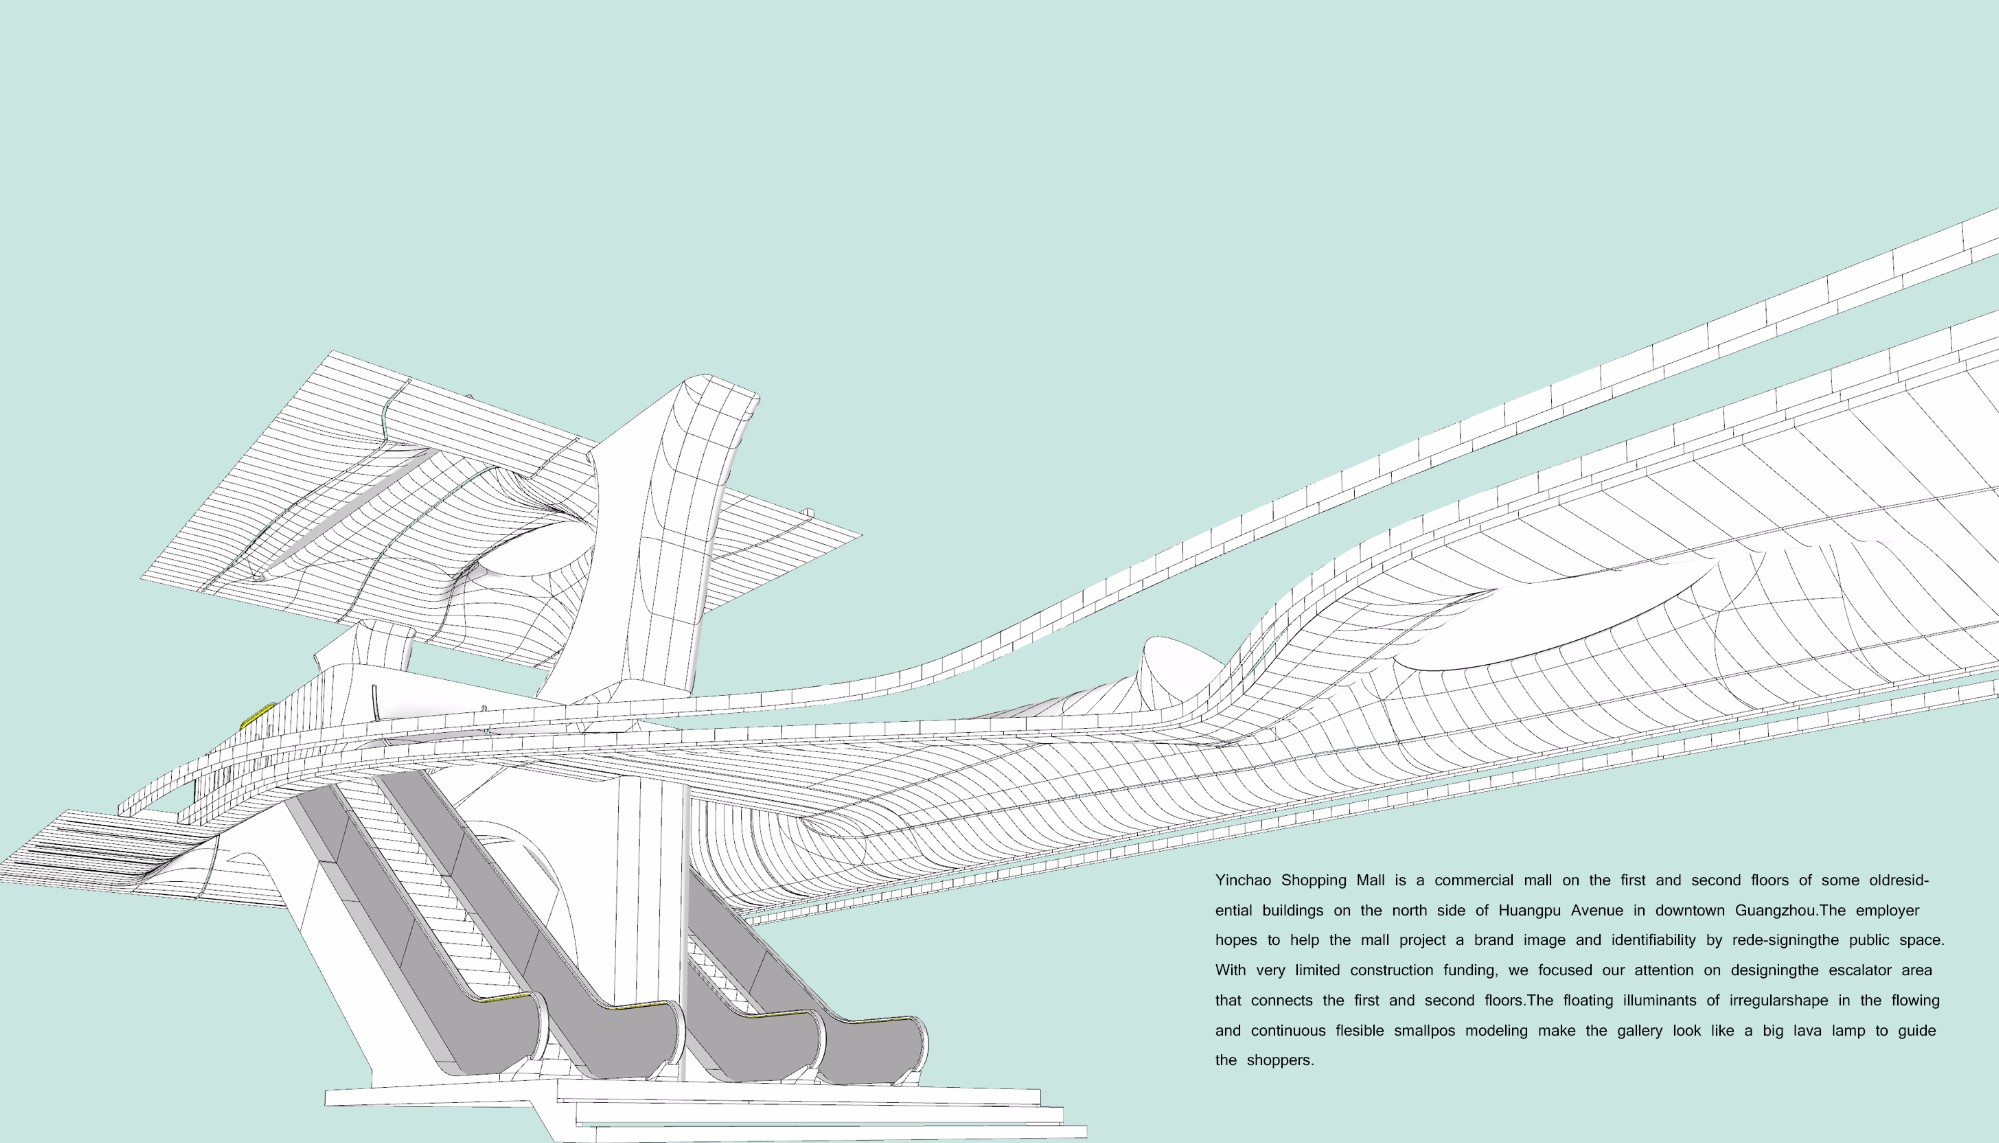 Yinchao Shopping Mall is a commercial mall on the first and second floors of some oldresid-
ential buildings on the north side of Huangpu Avenue in downtown Guangzhou.The employer
hopes to help the mall project a brand image and identifiability by rede-signingthe public space.
With very limited construction funding, we focused our attention on designingthe escalator area
that connects the first and second floors.The floating illuminants of irregularshape in the flowing
and continuous flesible smallpos modeling make the gallery look like a big lava lamp to guide
the shoppers.